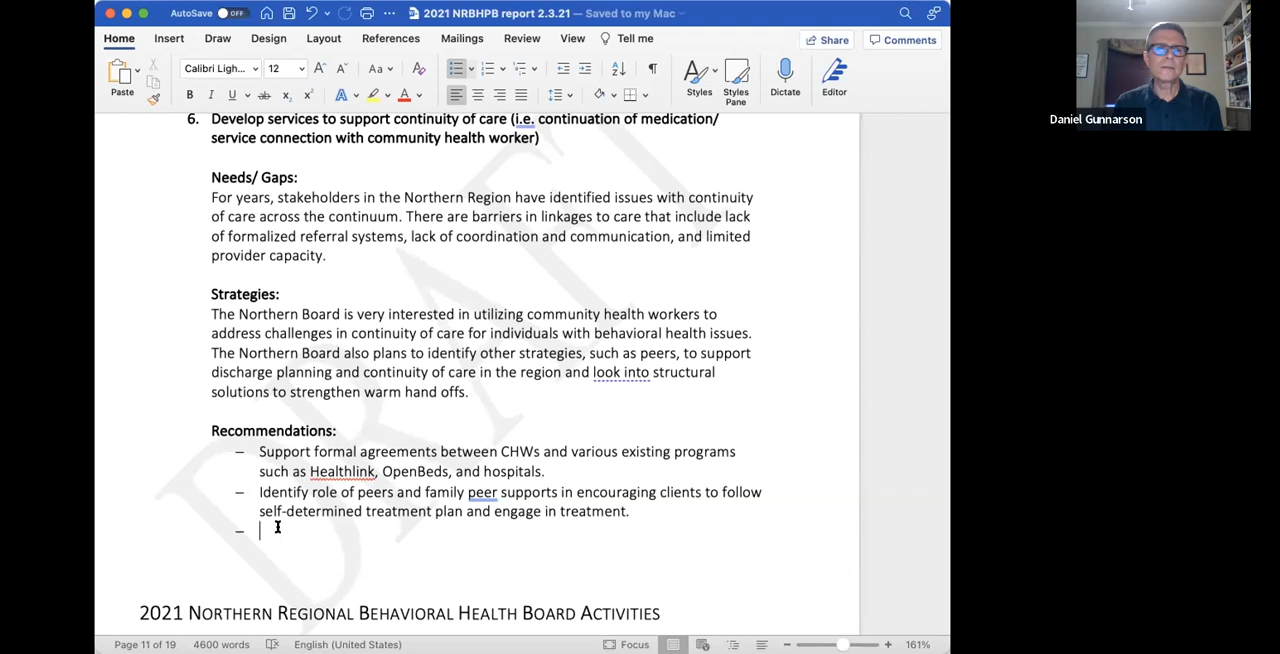 AutoSave OFF 2021 NRBHPB report 2.3.21 — Saved to my Mac
Home Insert Draw Design Layout References Mailings Review View Tell me Share Comments
Paste Calibri Ligh... 12 Aa Styles Styles Pane Dictate Editor
Daniel Gunnarson
6. Develop services to support continuity of care (i.e. continuation of medication/
service connection with community health worker)
Needs/ Gaps:
For years, stakeholders in the Northern Region have identified issues with continuity
of care across the continuum. There are barriers in linkages to care that include lack
of formalized referral systems, lack of coordination and communication, and limited
provider capacity.
Strategies:
The Northern Board is very interested in utilizing community health workers to
address challenges in continuity of care for individuals with behavioral health issues.
The Northern Board also plans to identify other strategies, such as peers, to support
discharge planning and continuity of care in the region and look into structural
solutions to strengthen warm hand offs.
Recommendations:
– Support formal agreements between CHWs and various existing programs
such as Healthlink, OpenBeds, and hospitals.
– Identify role of peers and family peer supports in encouraging clients to follow
self-determined treatment plan and engage in treatment.
–
DRAFT
2021 NORTHERN REGIONAL BEHAVIORAL HEALTH BOARD ACTIVITIES
Page 11 of 19 4600 words English (United States) Focus 161%